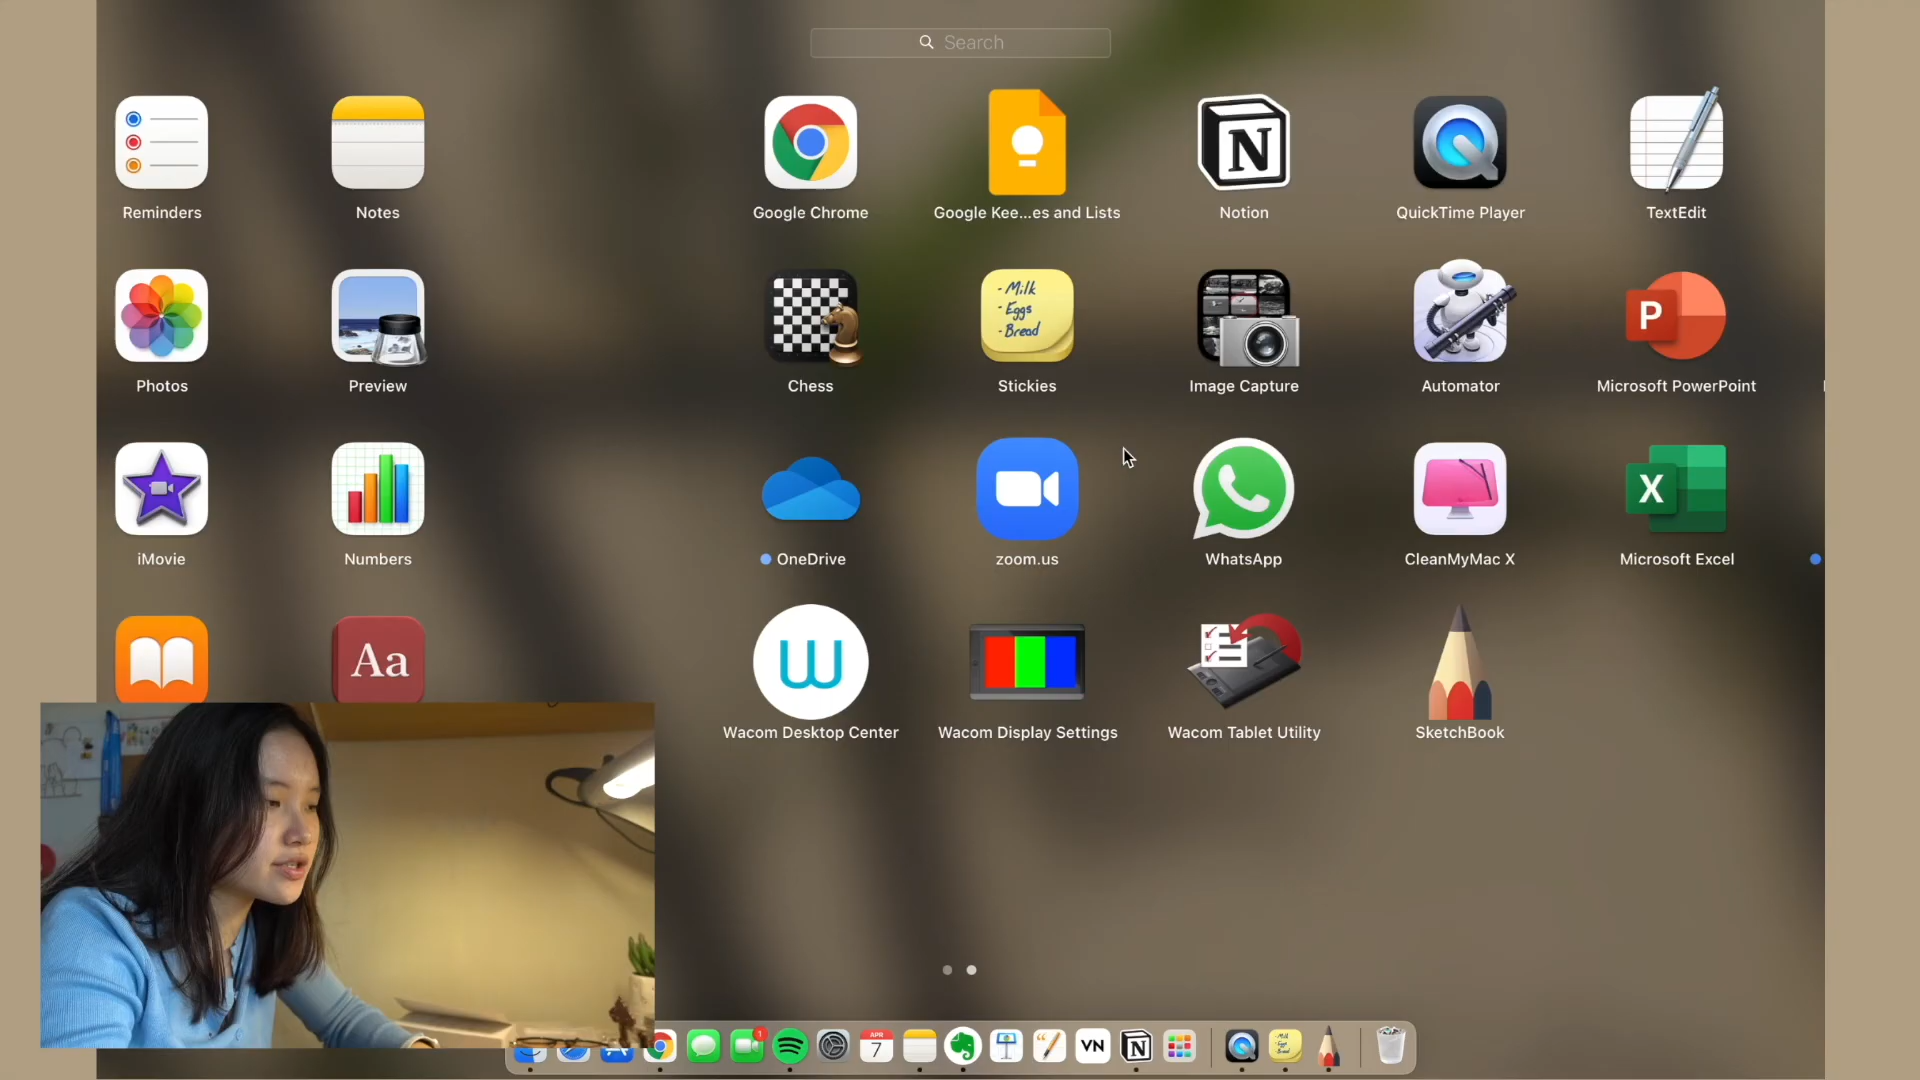 Search
Reminders
Notes
Google Chrome
Google Kee...es and Lists
Notion
QuickTime Player
TextEdit
Photos
Preview
Chess
- Milk
- Eggs
- Bread
Stickies
Image Capture
Automator
P
Microsoft PowerPoint
iMovie
Numbers
OneDrive
zoom.us
WhatsApp
CleanMyMac X
X
Microsoft Excel
Aa
W
Wacom Desktop Center
Wacom Display Settings
Wacom Tablet Utility
SketchBook
1
APR
7
VN
N